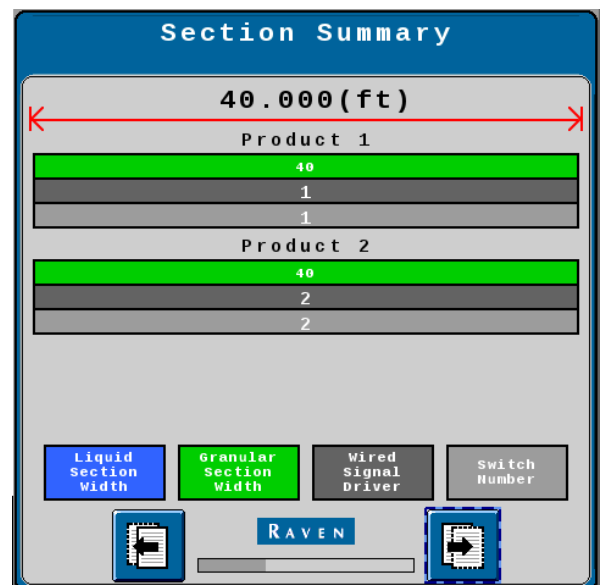 Section Summary
40.000(ft)
Product 1
40
1
1
Product 2
40
2
2
Liquid
Section
Width
Granular
Section
Width
Wired
Signal
Driver
Switch
Number
RAVEN